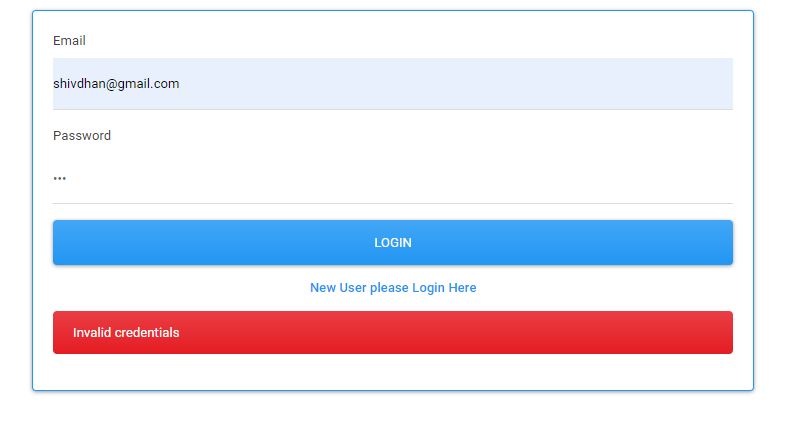 Email
shivdhan@gmail.com
Password
•••
LOGIN
New User please Login Here
Invalid credentials